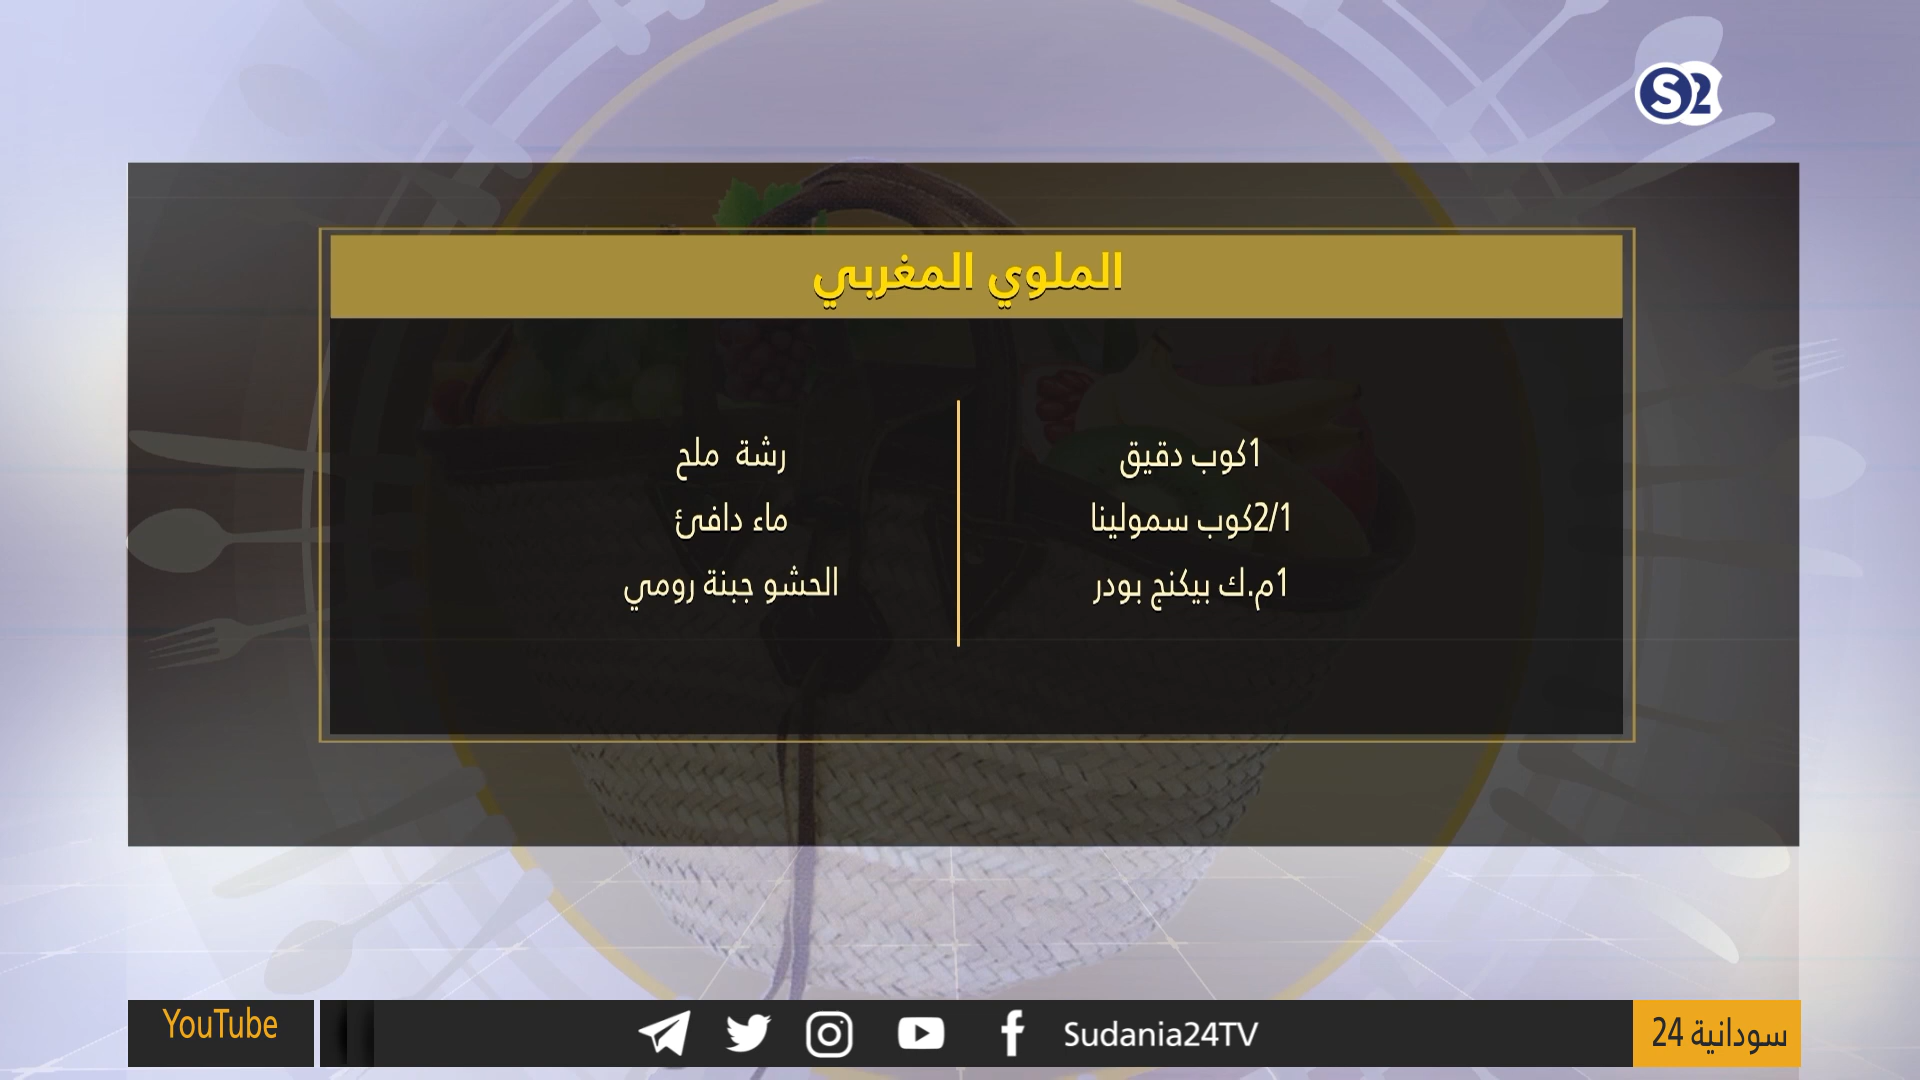 S2
الملوي المغربي
1كوب دقيق
2/1كوب سمولينا
1م.ك بيكنج بودر
رشة ملح
ماء دافئ
الحشو جبنة رومي
سودانية 24
Sudania24TV
YouTube